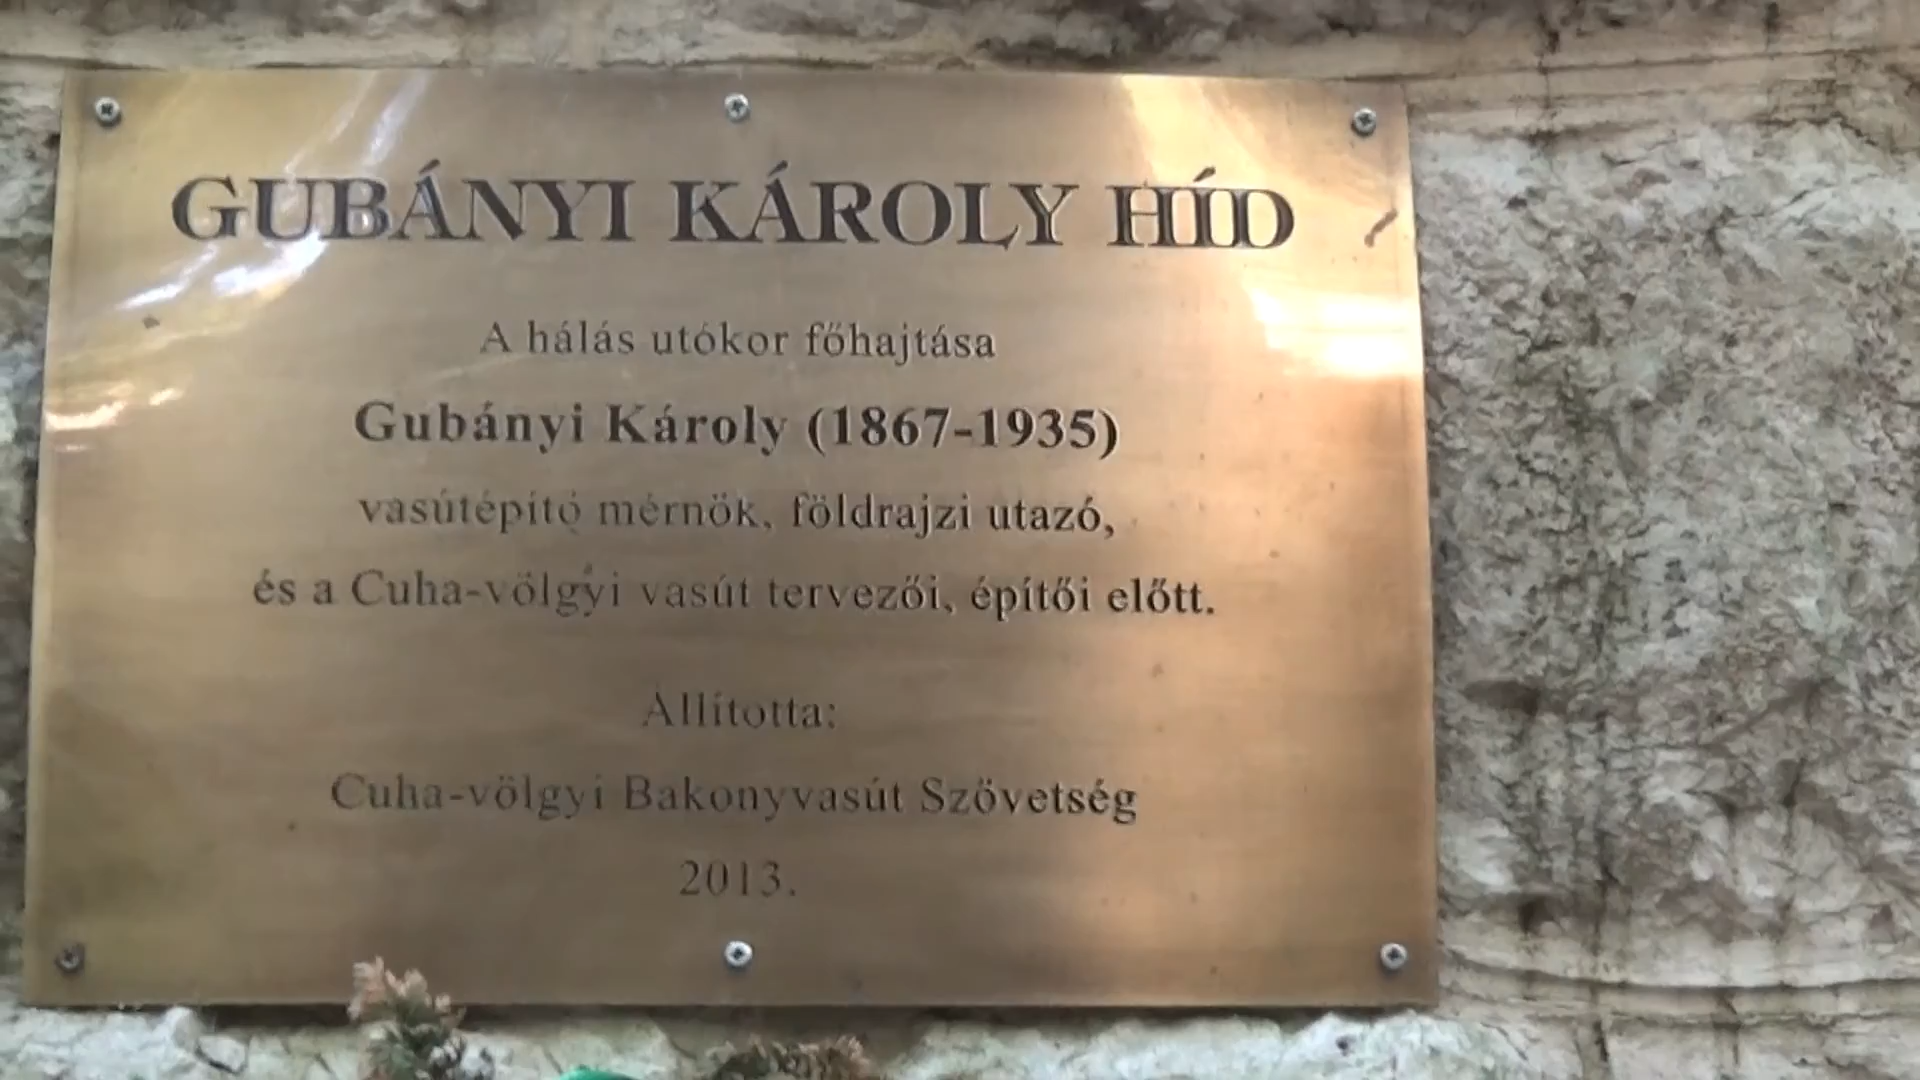 GUBÁNYI KÁROLY HÍD
A hálás utókor főhajtása
Gubányi Károly (1867-1935)
vasútépítő mérnök, földrajzi utazó,
és a Cuha-völgyi vasút tervezői, építői előtt.
Állította:
Cuha-völgyi Bakonyvasút Szövetség
2013.